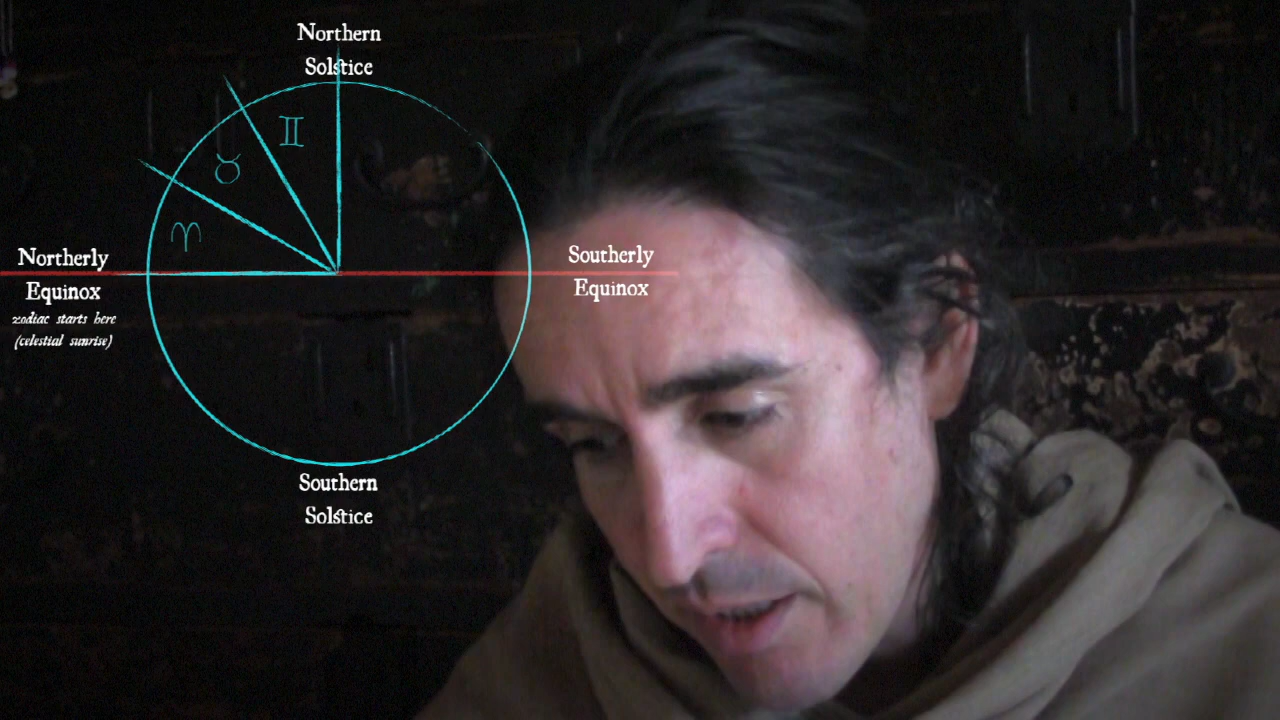 Northern
Solstice
♊
♉
♈
Northerly
Equinox
zodiac starts here
(celestial sunrise)
Southerly
Equinox
Southern
Solstice